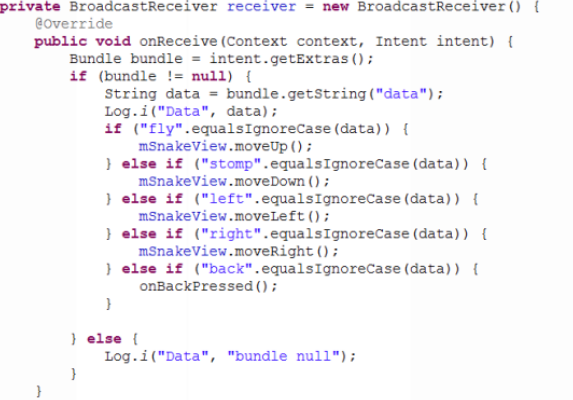 private BroadcastReceiver receiver = new BroadcastReceiver() {
    @Override
    public void onReceive(Context context, Intent intent) {
        Bundle bundle = intent.getExtras();
        if (bundle != null) {
            String data = bundle.getString("data");
            Log.i("Data", data);
            if ("fly".equalsIgnoreCase(data)) {
                mSnakeView.moveUp();
            } else if ("stomp".equalsIgnoreCase(data)) {
                mSnakeView.moveDown();
            } else if ("left".equalsIgnoreCase(data)) {
                mSnakeView.moveLeft();
            } else if ("right".equalsIgnoreCase(data)) {
                mSnakeView.moveRight();
            } else if ("back".equalsIgnoreCase(data)) {
                onBackPressed();
            }

        } else {
            Log.i("Data", "bundle null");
        }
    }